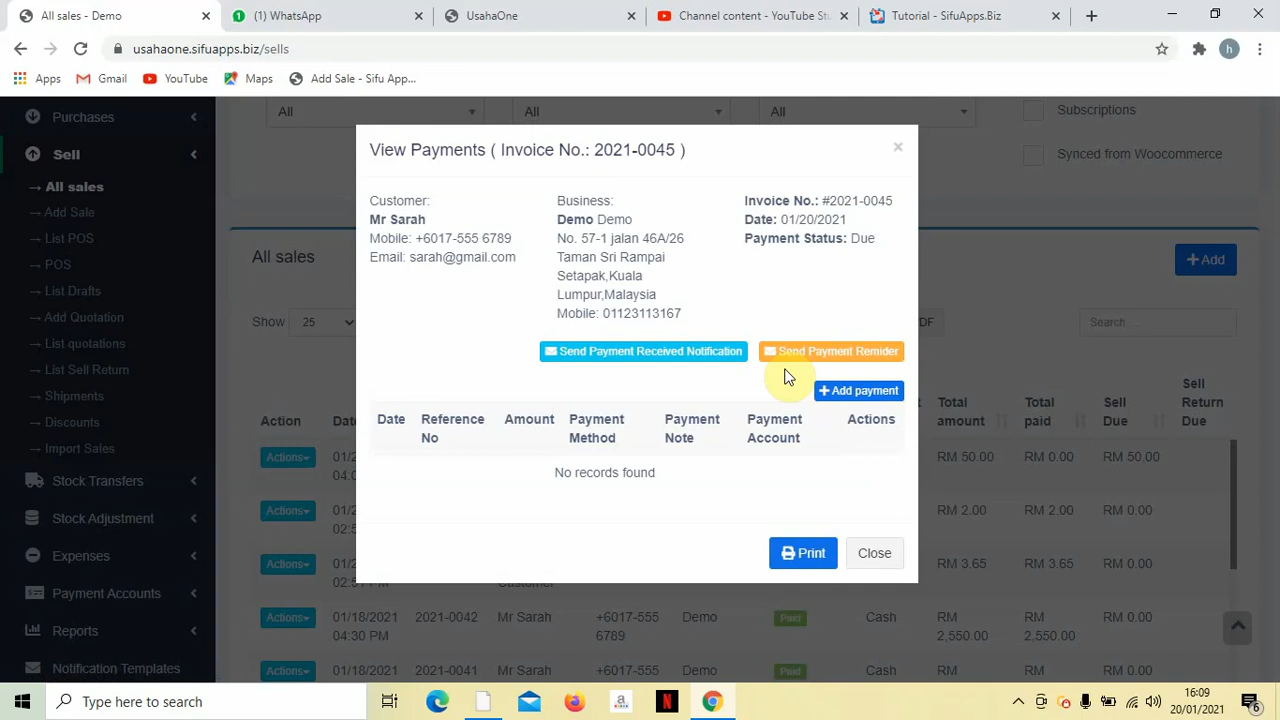 All sales - Demo
(1) WhatsApp
UsahaOne
Channel content - YouTube Stu
Tutorial - SifuApps.Biz
usahaone.sifuapps.biz/sells
h
Apps
Gmail
YouTube
Maps
Add Sale - Sifu App...
Purchases
Sell
All sales
Add Sale
List POS
POS
List Drafts
Add Quotation
List quotations
List Sell Return
Shipments
Discounts
Import Sales
Stock Transfers
Stock Adjustment
Expenses
Payment Accounts
Reports
Notification Templates
All
All
All
Subscriptions
Synced from Woocommerce
All sales
+ Add
Show 25
DF
Search ...
View Payments ( Invoice No.: 2021-0045 )
×
Customer:
Mr Sarah
Mobile: +6017-555 6789
Email: sarah@gmail.com
Business:
Demo Demo
No. 57-1 jalan 46A/26
Taman Sri Rampai
Setapak,Kuala
Lumpur,Malaysia
Mobile: 01123113167
Invoice No.: #2021-0045
Date: 01/20/2021
Payment Status: Due
Send Payment Received Notification
Send Payment Remider
+ Add payment
Date
Reference No
Amount
Payment Method
Payment Note
Payment Account
Actions
No records found
Print
Close
Action
Date
Total amount
Total paid
Sell Due
Sell Return Due
Actions
RM 50.00
RM 0.00
RM 50.00
Actions
RM 2.00
RM 2.00
RM 0.00
Actions
Customer
RM 3.65
RM 3.65
RM 0.00
Actions
01/18/2021 04:30 PM
2021-0042
Mr Sarah
+6017-555 6789
Demo
Paid
Cash
RM 2,550.00
RM 2,550.00
RM 0.00
Actions
01/18/2021
2021-0041
Mr Sarah
+6017-555
Demo
Paid
Cash
RM
RM
RM 0.00
Type here to search
a
N
16:09
20/01/2021
6